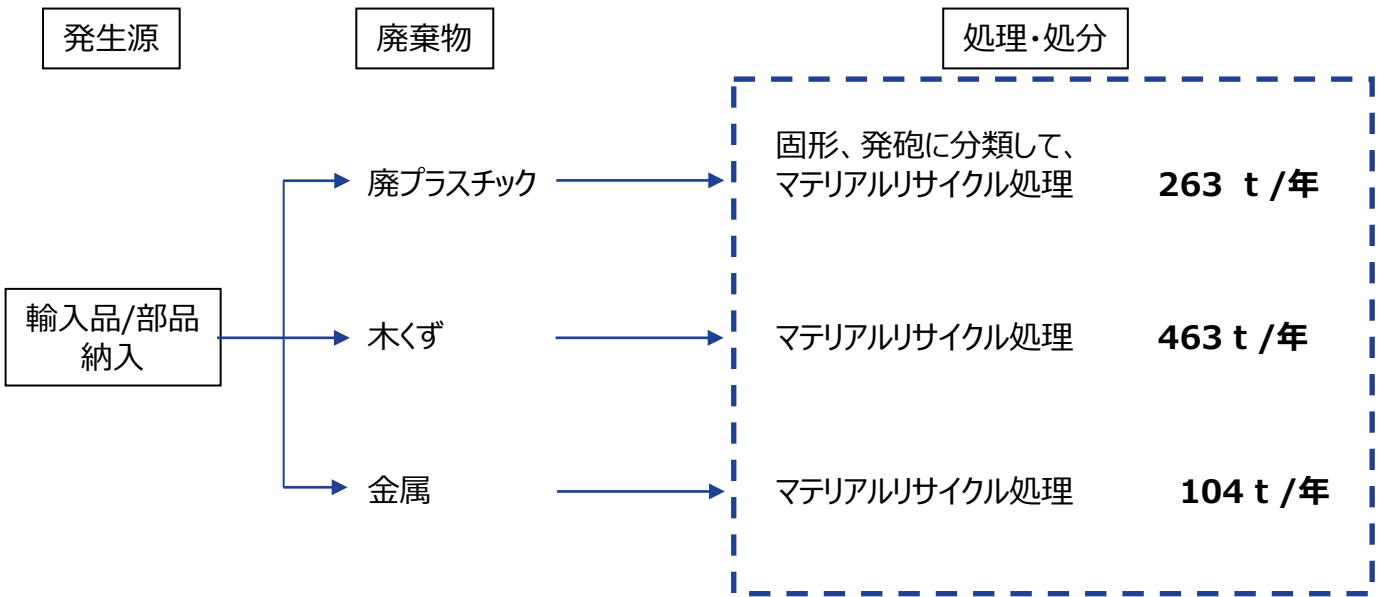 発生源
廃棄物
処理・処分
固形、発砲に分類して、
廃プラスチック
マテリアルリサイクル処理 263 t /年
輸入品/部品
納入
木くず
マテリアルリサイクル処理 463 t /年
金属
マテリアルリサイクル処理 104 t /年